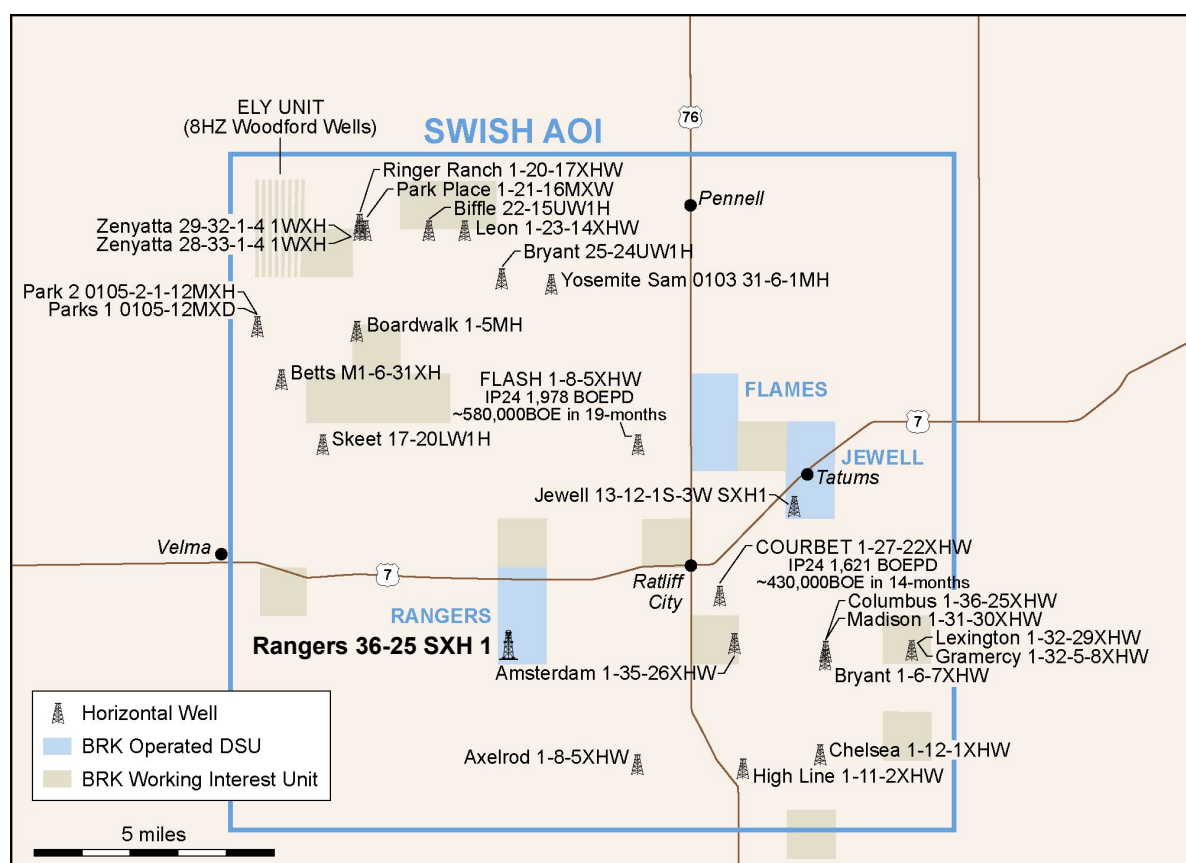 ELY UNIT
(8HZ Woodford Wells)
SWISH AOI
76
Ringer Ranch 1-20-17XHW
Park Place 1-21-16MXW
Pennell
Biffle 22-15UW1H
Zenyatta 29-32-1-4 1WXH
Leon 1-23-14XHW
Zenyatta 28-33-1-4 1WXH
Bryant 25-24UW1H
Yosemite Sam 0103 31-6-1MH
Park 2 0105-2-1-12MXH
Parks 1 0105-12MXD
Boardwalk 1-5MH
Betts M1-6-31XH
FLASH 1-8-5XHW
IP24 1,978 BOEPD
~580,000BOE in 19-months
FLAMES
7
Skeet 17-20LW1H
JEWELL
Tatums
Jewell 13-12-1S-3W SXH1
Velma
COURBET 1-27-22XHW
IP24 1,621 BOEPD
~430,000BOE in 14-months
7
Ratliff
City
Columbus 1-36-25XHW
Madison 1-31-30XHW
RANGERS
Rangers 36-25 SXH 1
Lexington 1-32-29XHW
Gramercy 1-32-5-8XHW
Amsterdam 1-35-26XHW
Bryant 1-6-7XHW
Horizontal Well
BRK Operated DSU
BRK Working Interest Unit
Axelrod 1-8-5XHW
Chelsea 1-12-1XHW
High Line 1-11-2XHW
5 miles